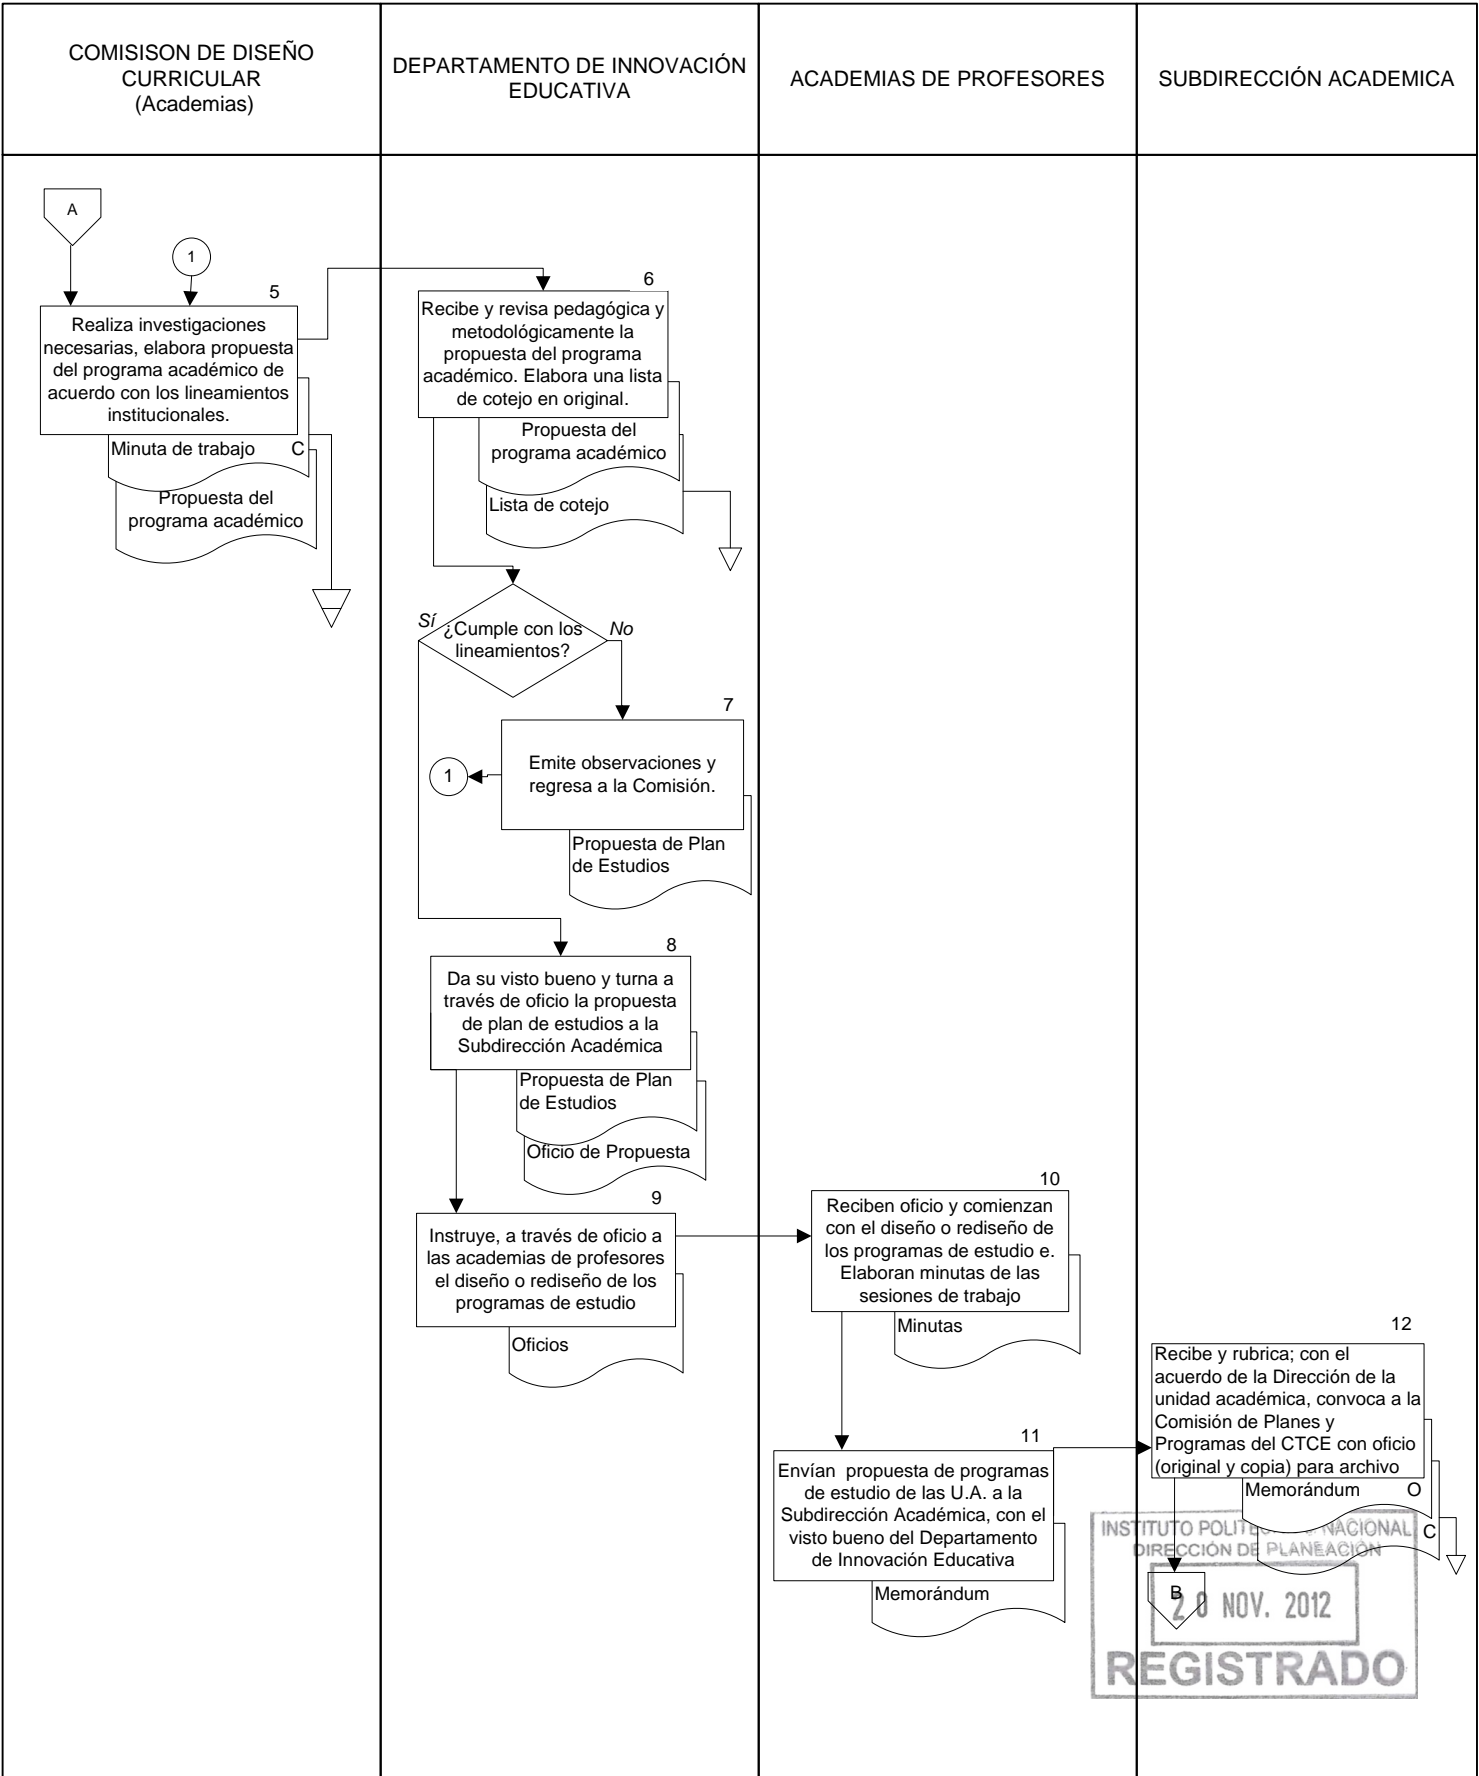 COMISISON DE DISEÑO
CURRICULAR
(Academias)
DEPARTAMENTO DE INNOVACIÓN
EDUCATIVA
ACADEMIAS DE PROFESORES
SUBDIRECCIÓN ACADEMICA
A
1
5
Realiza investigaciones
necesarias, elabora propuesta
del programa académico de
acuerdo con los lineamientos
institucionales.
Minuta de trabajo C
Propuesta del
programa académico
6
Recibe y revisa pedagógica y
metodológicamente la
propuesta del programa
académico. Elabora una lista
de cotejo en original.
Propuesta del
programa académico
Lista de cotejo
Sí
¿Cumple con los
lineamientos?
No
7
Emite observaciones y
regresa a la Comisión.
1
Propuesta de Plan
de Estudios
8
Da su visto bueno y turna a
través de oficio la propuesta
de plan de estudios a la
Subdirección Académica
Propuesta de Plan
de Estudios
Oficio de Propuesta
9
Instruye, a través de oficio a
las academias de profesores
el diseño o rediseño de los
programas de estudio
Oficios
10
Reciben oficio y comienzan
con el diseño o rediseño de
los programas de estudio e.
Elaboran minutas de las
sesiones de trabajo
Minutas
11
Envían propuesta de programas
de estudio de las U.A. a la
Subdirección Académica, con el
visto bueno del Departamento
de Innovación Educativa
Memorándum
12
Recibe y rubrica; con el
acuerdo de la Dirección de la
unidad académica, convoca a la
Comisión de Planes y
Programas del CTCE con oficio
(original y copia) para archivo
Memorándum O
C
B
INSTITUTO NACIONAL
DIRECCIÓN DE PLANEACIÓN
20 NOV. 2012
REGISTRADO